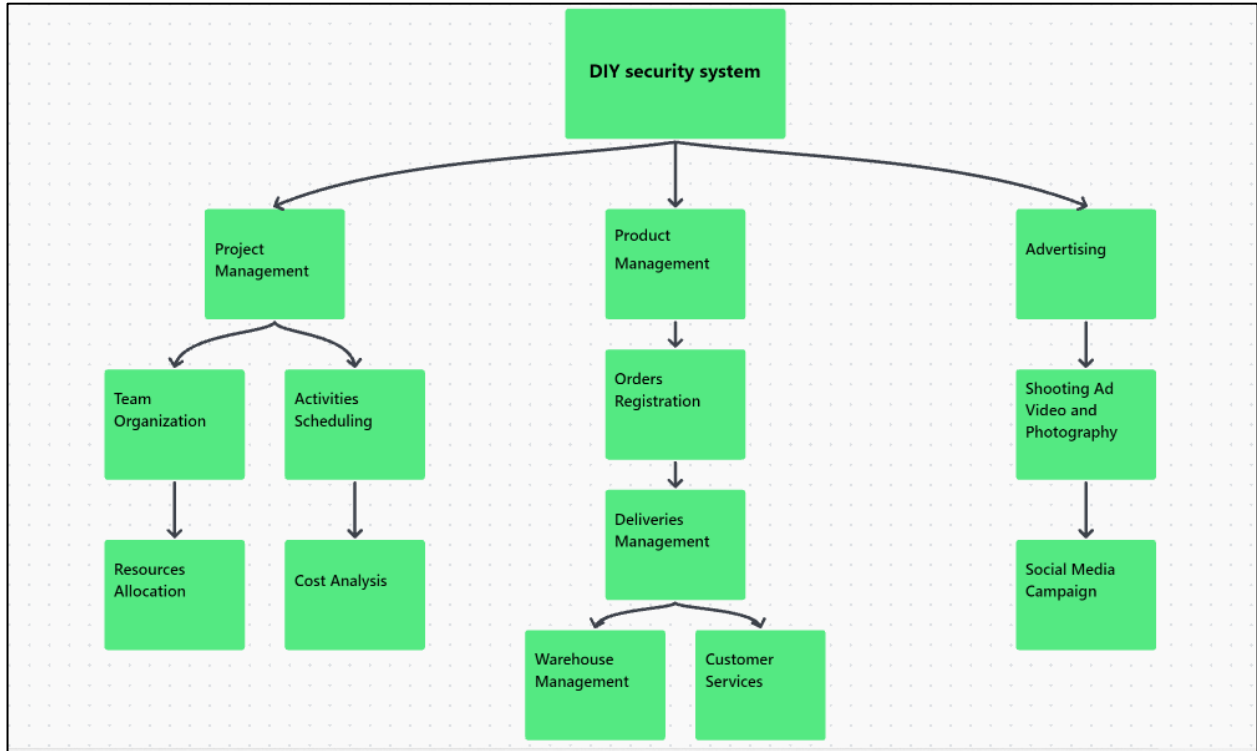 DIY security system
Project
Management
Product
Management
Advertising
Team
Organization
Activities
Scheduling
Orders
Registration
Shooting Ad
Video and
Photography
Resources
Allocation
Cost Analysis
Deliveries
Management
Social Media
Campaign
Warehouse
Management
Customer
Services